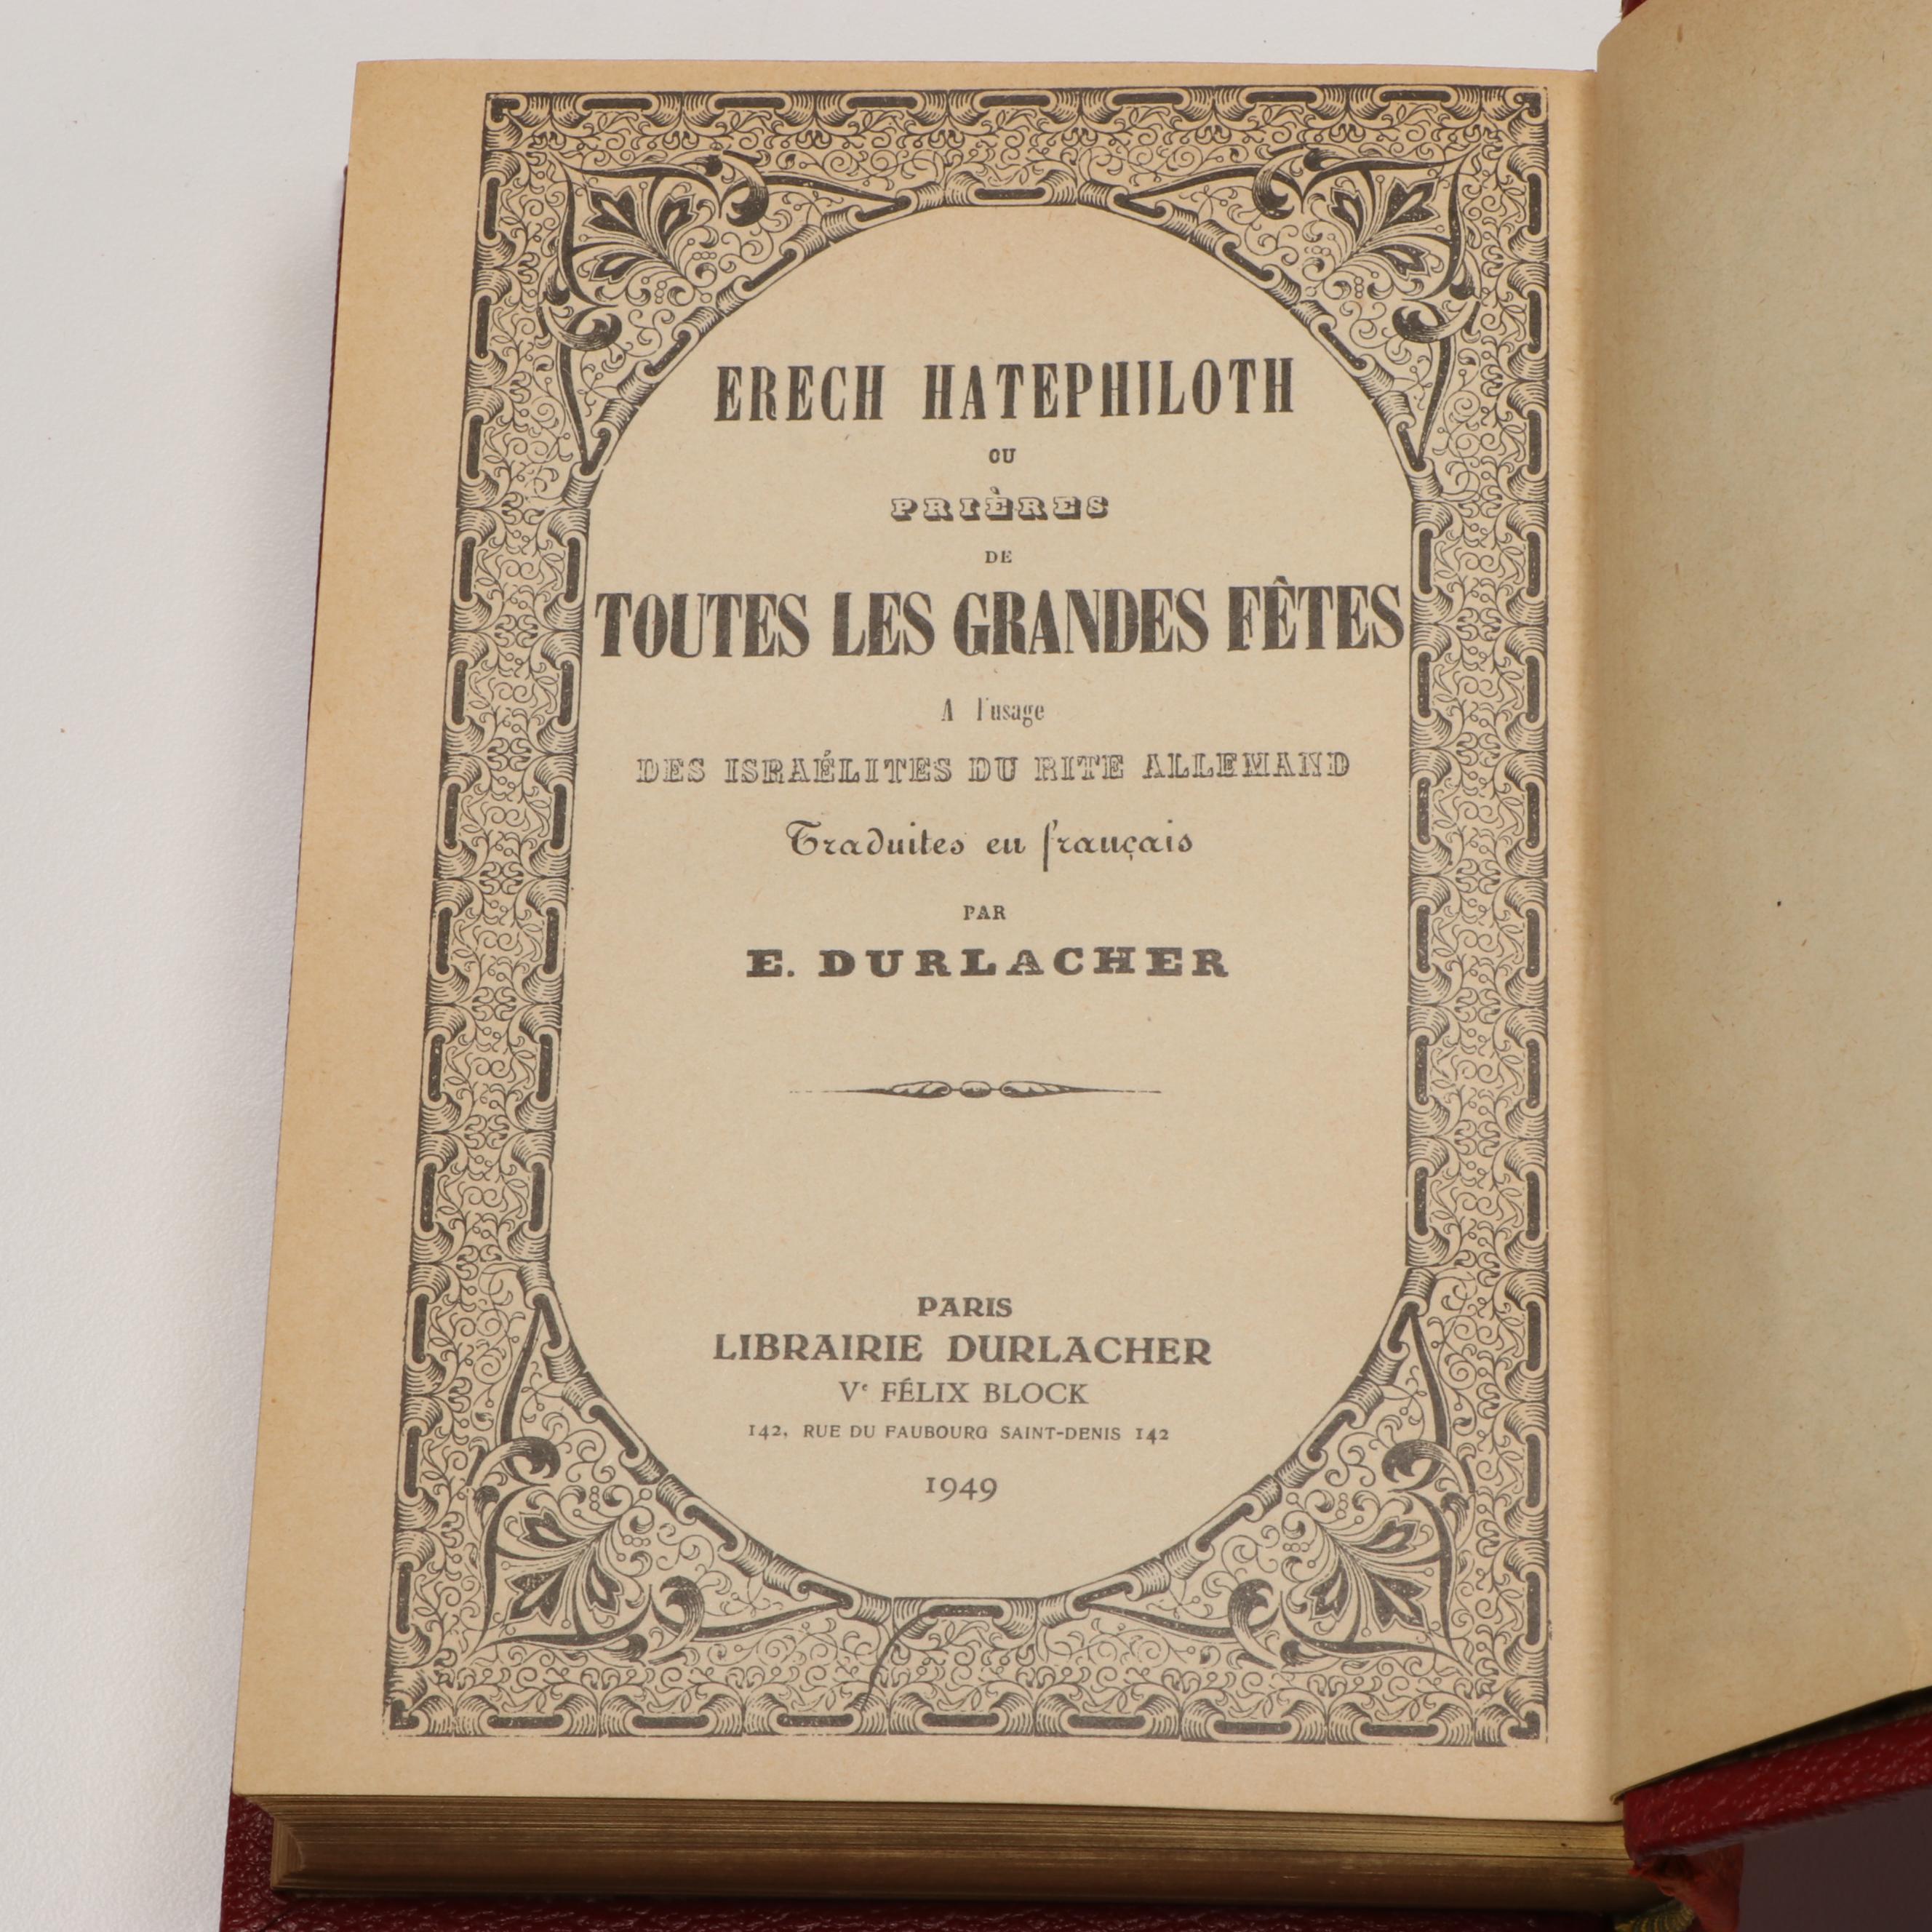 ERECH HATEPHILOTH
OU
PRIÈRES
DE
TOUTES LES GRANDES FÊTES
A l'usage
DES ISRAÉLITES DU RITE ALLEMAND
Traduites en français
PAR
E. DURLACHER
PARIS
LIBRAIRIE DURLACHER
Vᵉ FÉLIX BLOCK
142, RUE DU FAUBOURG SAINT-DENIS 142
1949